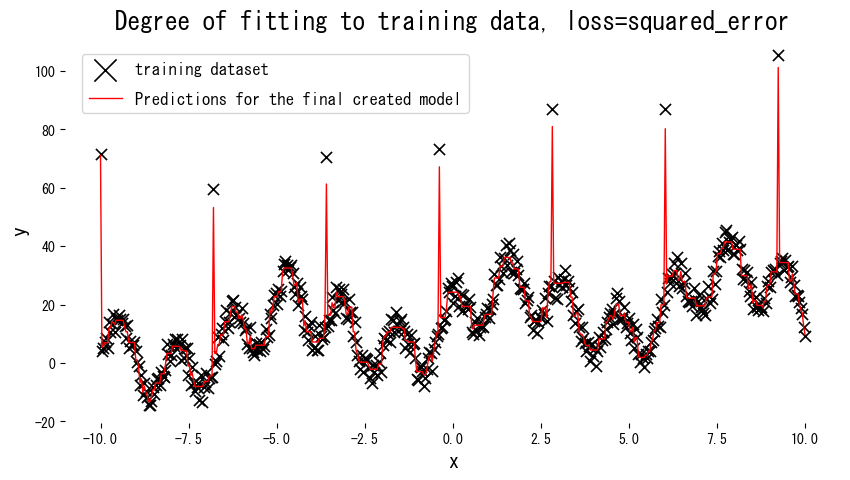 Degree of fitting to training data, loss=squared_error
training dataset
Predictions for the final created model
y
100
80
60
40
20
0
−20
−10.0 −7.5 −5.0 −2.5 0.0 2.5 5.0 7.5 10.0
x